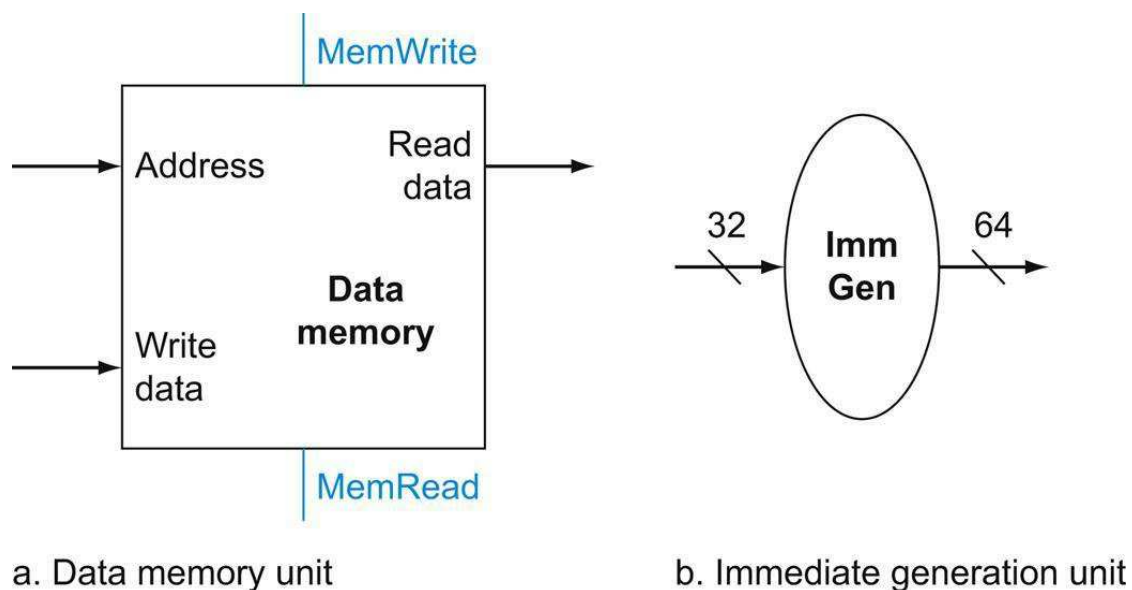 MemWrite
Address
Read
data
Data
memory
Write
data
MemRead
32
Imm
Gen
64
a. Data memory unit
b. Immediate generation unit